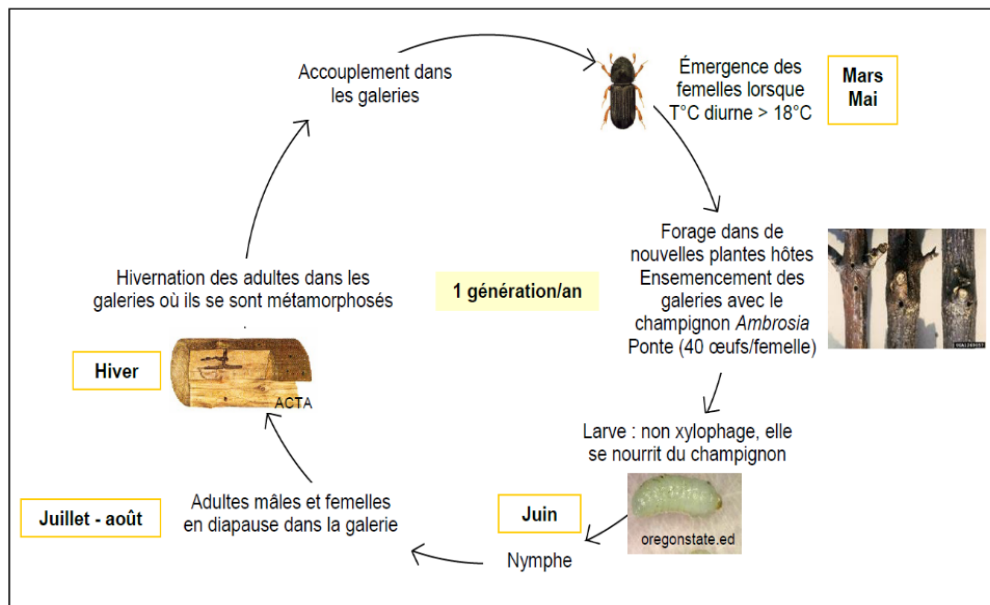 Accouplement dans
les galeries
Émergence des
femelles lorsque
T°C diurne > 18°C
Mars
Mai
Forage dans de
nouvelles plantes hôtes
Ensemencement des
galeries avec le
champignon Ambrosia
Ponte (40 œufs/femelle)
Larve : non xylophage, elle
se nourrit du champignon
oregonstate.ed
Juin
Nymphe
Adultes mâles et femelles
en diapause dans la galerie
Juillet - août
Hivernation des adultes dans les
galeries où ils se sont métamorphosés
Hiver
ACTA
1 génération/an